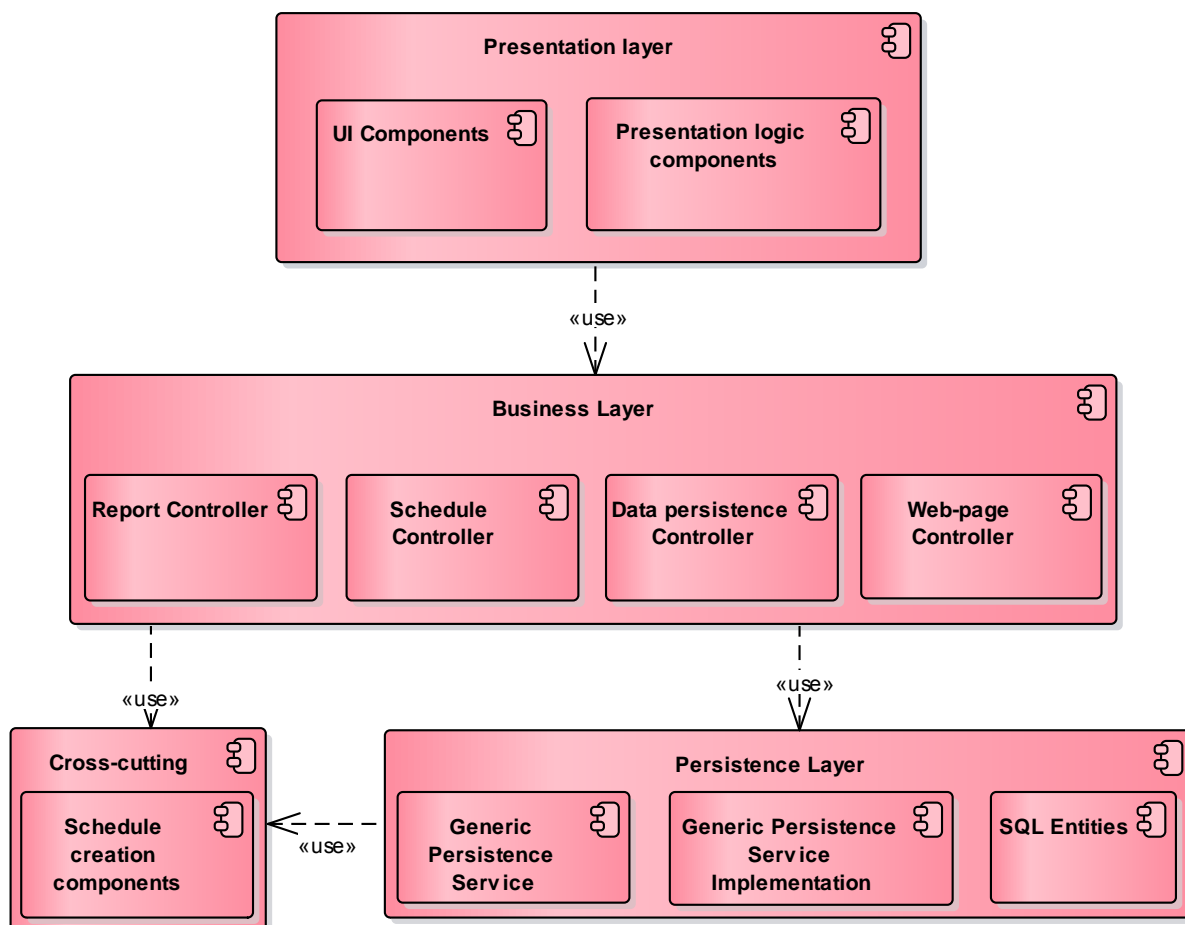 Presentation layer
UI Components
Presentation logic
components
«use»
Business Layer
Report Controller
Schedule
Controller
Data persistence
Controller
Web-page
Controller
«use»
«use»
Cross-cutting
Schedule
creation
components
«use»
Persistence Layer
Generic
Persistence
Service
Generic Persistence
Service
Implementation
SQL Entities